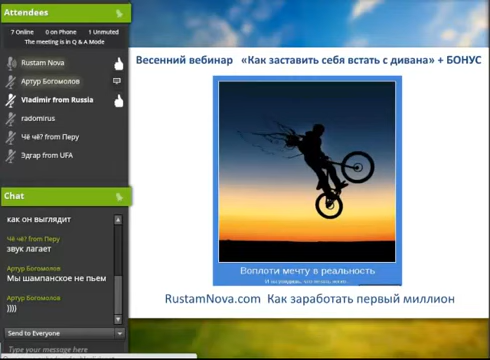 Attendees
7 Online 0 on Phone 1 Unmuted
The meeting is in Q & A Mode
Rustam Nova
Артур Богомолов
Vladimir from Russia
radomirus
Чё чё? from Перу
Эдгар from UFA
Chat
как он выглядит
Чё чё? from Перу
звук лагает
Артур Богомолов
Мы шампанское не пьем
Артур Богомолов
))))
Send to Everyone
Type your message here
Весенний вебинар «Как заставить себя встать с дивана» + БОНУС
Воплоти мечту в реальность
RustamNova.com Как заработать первый миллион